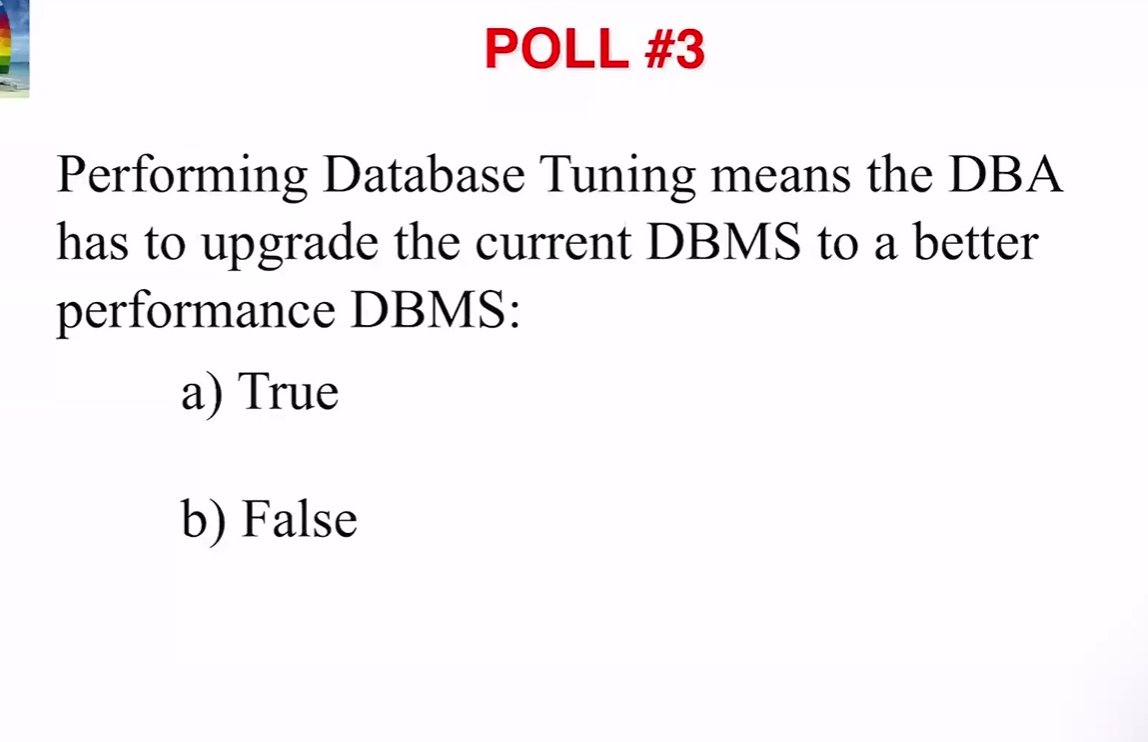 POLL #3
Performing Database Tuning means the DBA
has to upgrade the current DBMS to a better
performance DBMS:
a) True
b) False